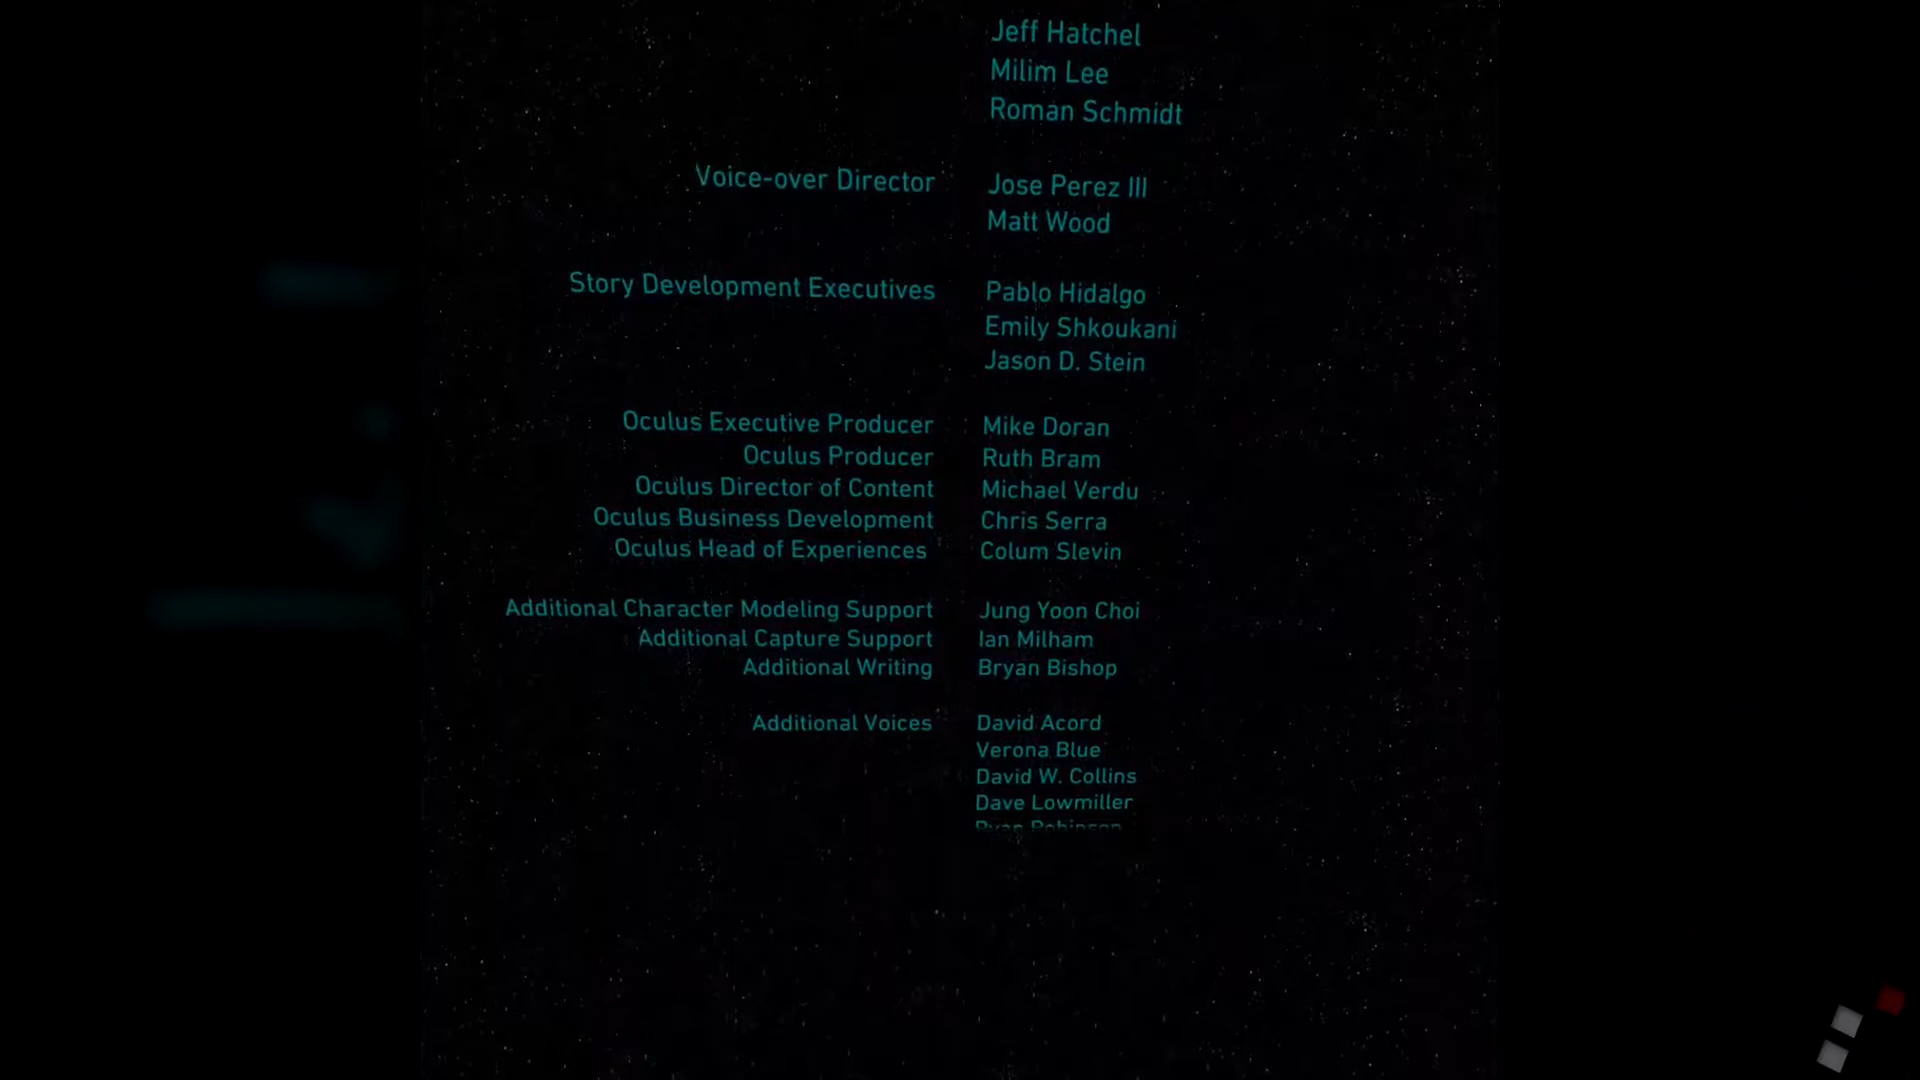 Jeff Hatchel
Milim Lee
Roman Schmidt
Voice-over Director Jose Perez III
Matt Wood
Story Development Executives Pablo Hidalgo
Emily Shkoukani
Jason D. Stein
Oculus Executive Producer Mike Doran
Oculus Producer Ruth Bram
Oculus Director of Content Michael Verdu
Oculus Business Development Chris Serra
Oculus Head of Experiences Colum Slevin
Additional Character Modeling Support Jung Yoon Choi
Additional Capture Support Ian Milham
Additional Writing Bryan Bishop
Additional Voices David Acord
Verona Blue
David W. Collins
Dave Lowmiller
Ryan Robinson